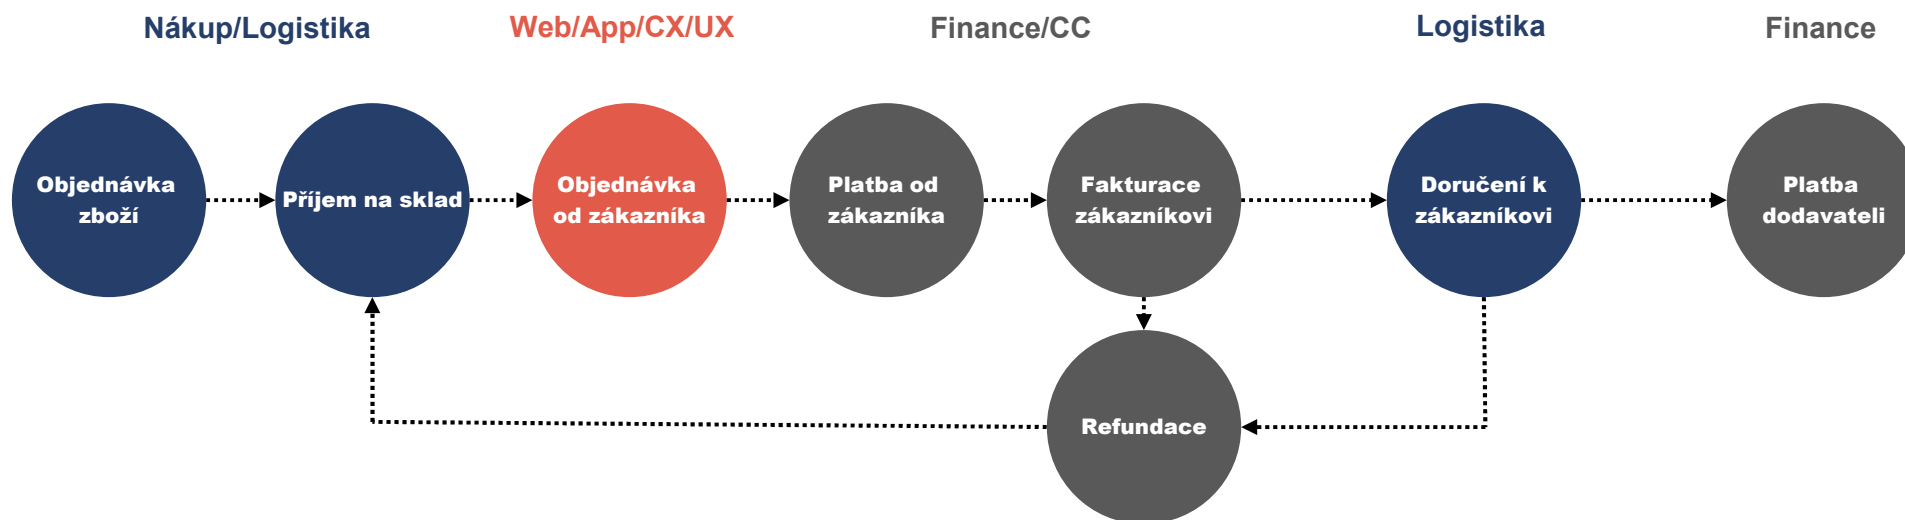 Nákup/Logistika
Web/App/CX/UX
Finance/CC
Logistika
Finance
Objednávka
zboží
Příjem na sklad
Objednávka
od zákazníka
Platba od
zákazníka
Fakturace
zákazníkovi
Doručení k
zákazníkovi
Platba
dodavateli
Refundace